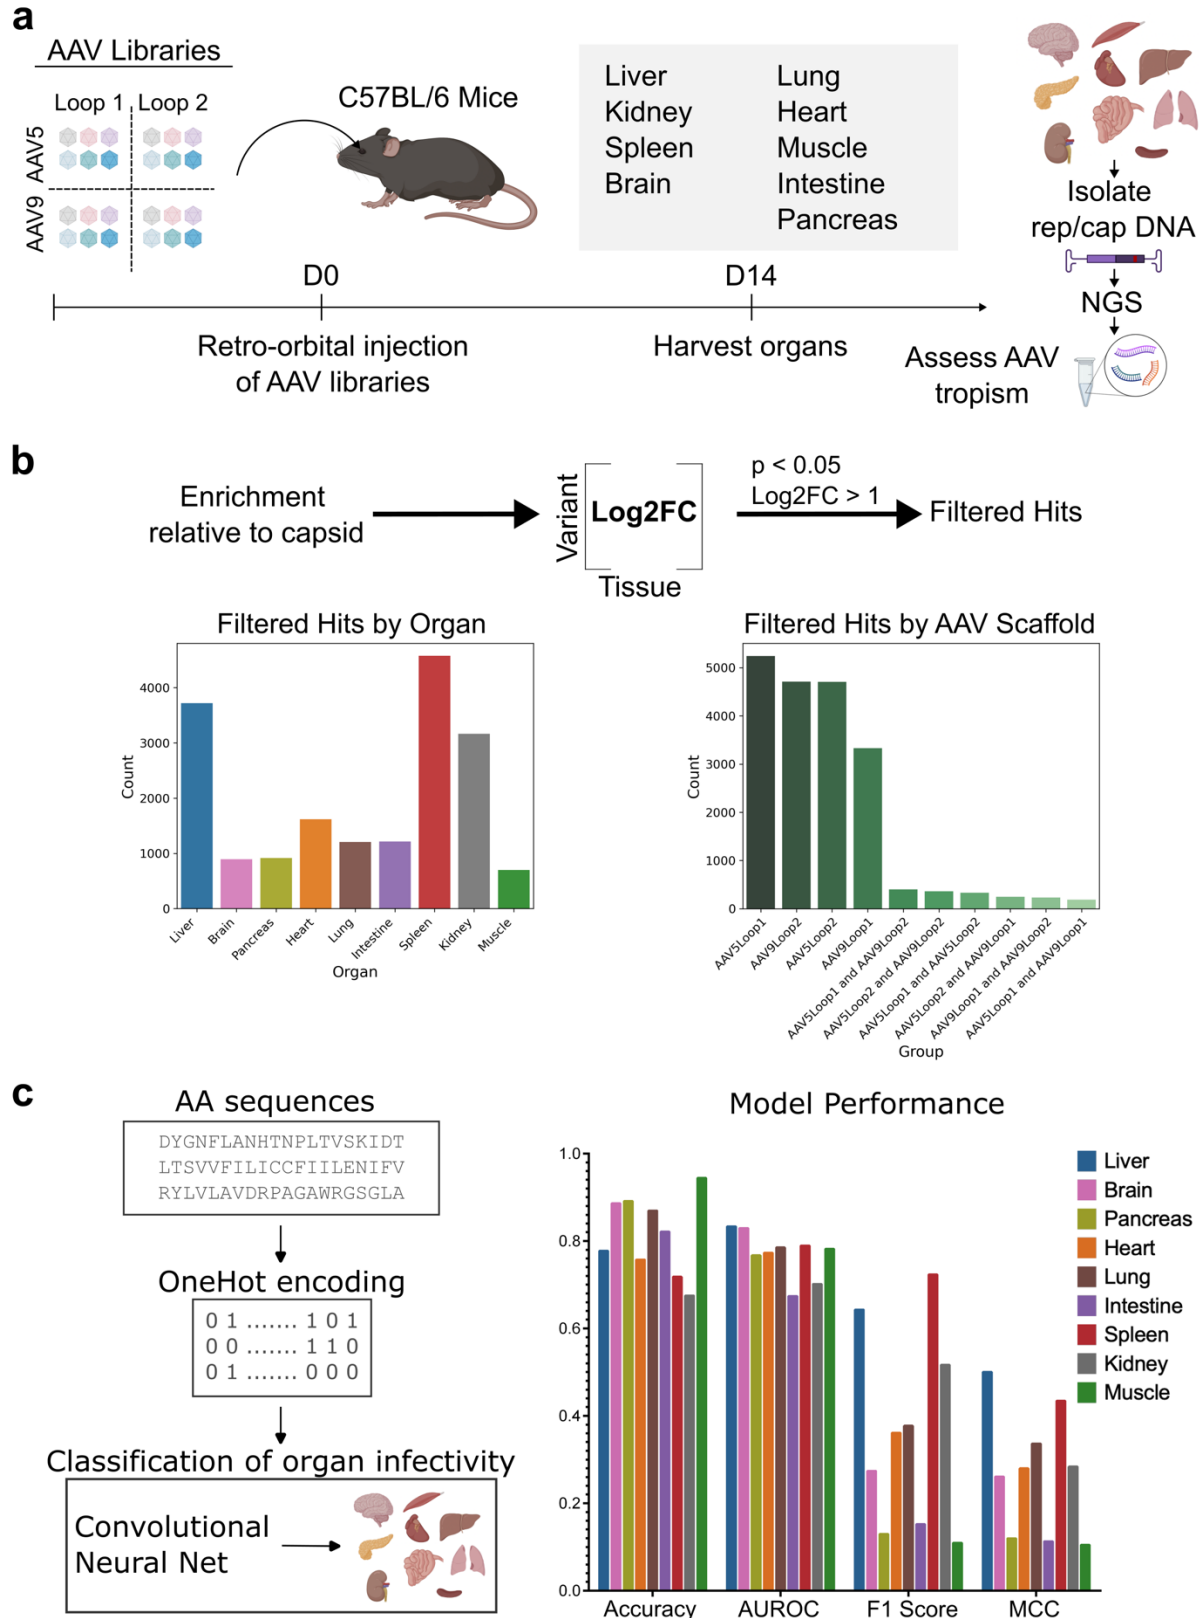 a
AAV Libraries
Loop 1
Loop 2
AAV5
AAV9
C57BL/6 Mice
Liver
Kidney
Spleen
Brain
Lung
Heart
Muscle
Intestine
Pancreas
D0
D14
Retro-orbital injection
of AAV libraries
Harvest organs
Isolate
rep/cap DNA
NGS
Assess AAV
tropism
b
Enrichment
relative to capsid
Variant
Log2FC
Tissue
p < 0.05
Log2FC > 1
Filtered Hits
Filtered Hits by Organ
Count
4000
3000
2000
1000
0
Liver
Brain
Pancreas
Heart
Lung
Intestine
Spleen
Kidney
Muscle
Organ
Filtered Hits by AAV Scaffold
Count
5000
4000
3000
2000
1000
0
AAV5Loop1
AAV9Loop2
AAV5Loop2
AAV9Loop1
AAV5Loop1 and AAV9Loop2
AAV5Loop2 and AAV9Loop2
AAV5Loop1 and AAV5Loop2
AAV5Loop2 and AAV9Loop1
AAV9Loop1 and AAV9Loop2
AAV5Loop1 and AAV9Loop1
Group
c
AA sequences
DYGNFLANHTNPLTVSKIDT
LTSVVFILICCFIILENIFV
RYLVLAVDRPAGAWRGSGLA
OneHot encoding
0 1 ....... 1 0 1
0 0 ....... 1 1 0
0 1 ....... 0 0 0
Classification of organ infectivity
Convolutional
Neural Net
Model Performance
1.0
0.8
0.6
0.4
0.2
0.0
Accuracy
AUROC
F1 Score
MCC
Liver
Brain
Pancreas
Heart
Lung
Intestine
Spleen
Kidney
Muscle